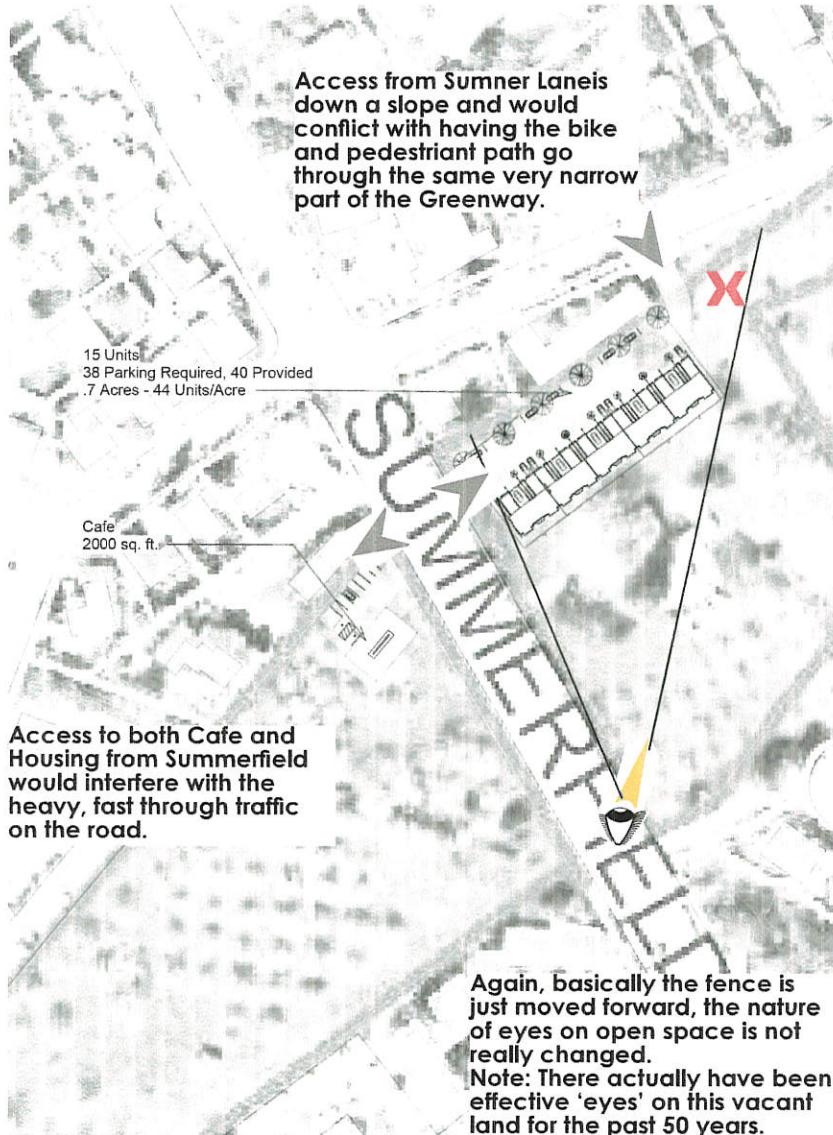 Access from Sumner Laneis
down a slope and would
conflict with having the bike
and pedestriant path go
through the same very narrow
part of the Greenway.
X
15 Units
38 Parking Required, 40 Provided
.7 Acres - 44 Units/Acre
SUMMERFIELD
Cafe
2000 sq. ft.
Access to both Cafe and
Housing from Summerfield
would interfere with the
heavy, fast through traffic
on the road.
Again, basically the fence is
just moved forward, the nature
of eyes on open space is not
really changed.
Note: There actually have been
effective 'eyes' on this vacant
land for the past 50 years.